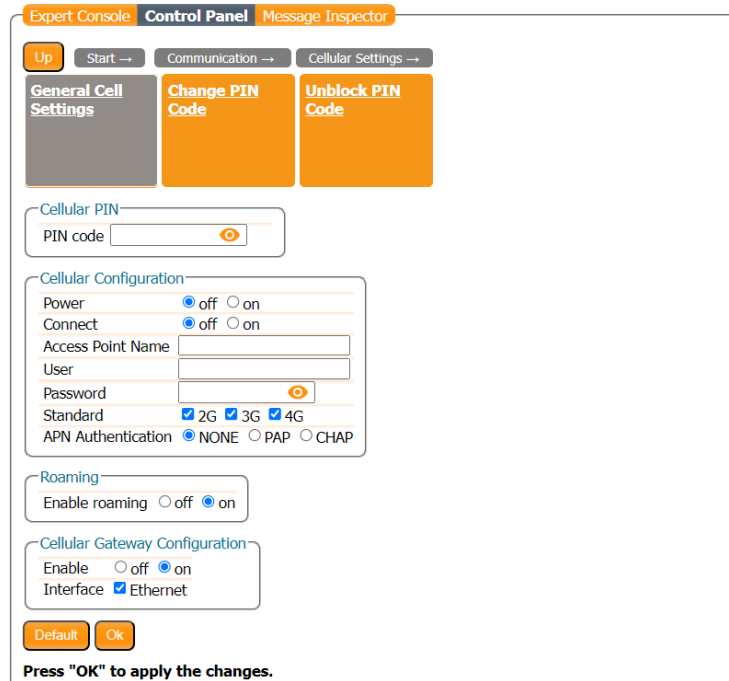 Expert Console Control Panel Message Inspector
Up Start → Communication → Cellular Settings →
General Cell Settings
Change PIN Code
Unblock PIN Code
Cellular PIN
PIN code
Cellular Configuration
Power off on
Connect off on
Access Point Name
User
Password
Standard 2G 3G 4G
APN Authentication NONE PAP CHAP
Roaming
Enable roaming off on
Cellular Gateway Configuration
Enable off on
Interface Ethernet
Default Ok
Press "OK" to apply the changes.